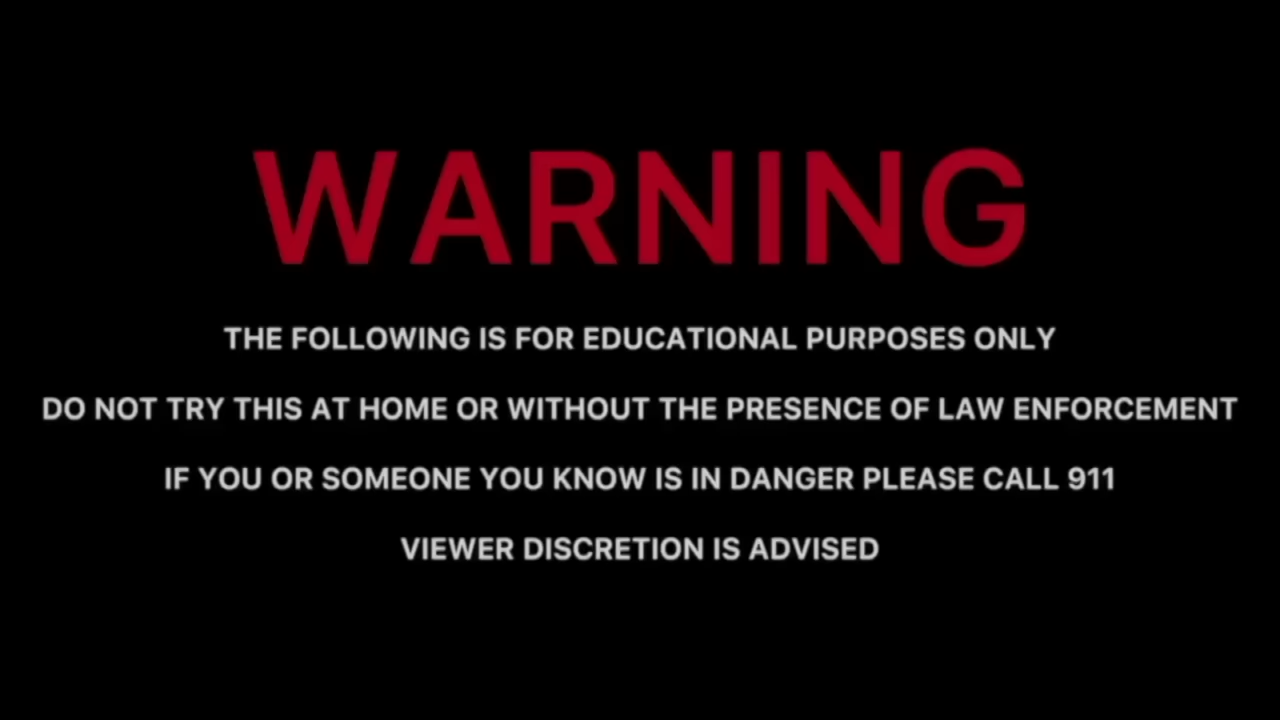 WARNING
THE FOLLOWING IS FOR EDUCATIONAL PURPOSES ONLY
DO NOT TRY THIS AT HOME OR WITHOUT THE PRESENCE OF LAW ENFORCEMENT
IF YOU OR SOMEONE YOU KNOW IS IN DANGER PLEASE CALL 911
VIEWER DISCRETION IS ADVISED